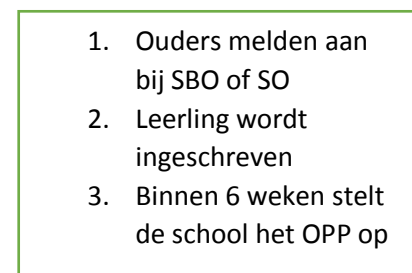 1. Ouders melden aan
bij SBO of SO
2. Leerling wordt
ingeschreven
3. Binnen 6 weken stelt
de school het OPP op